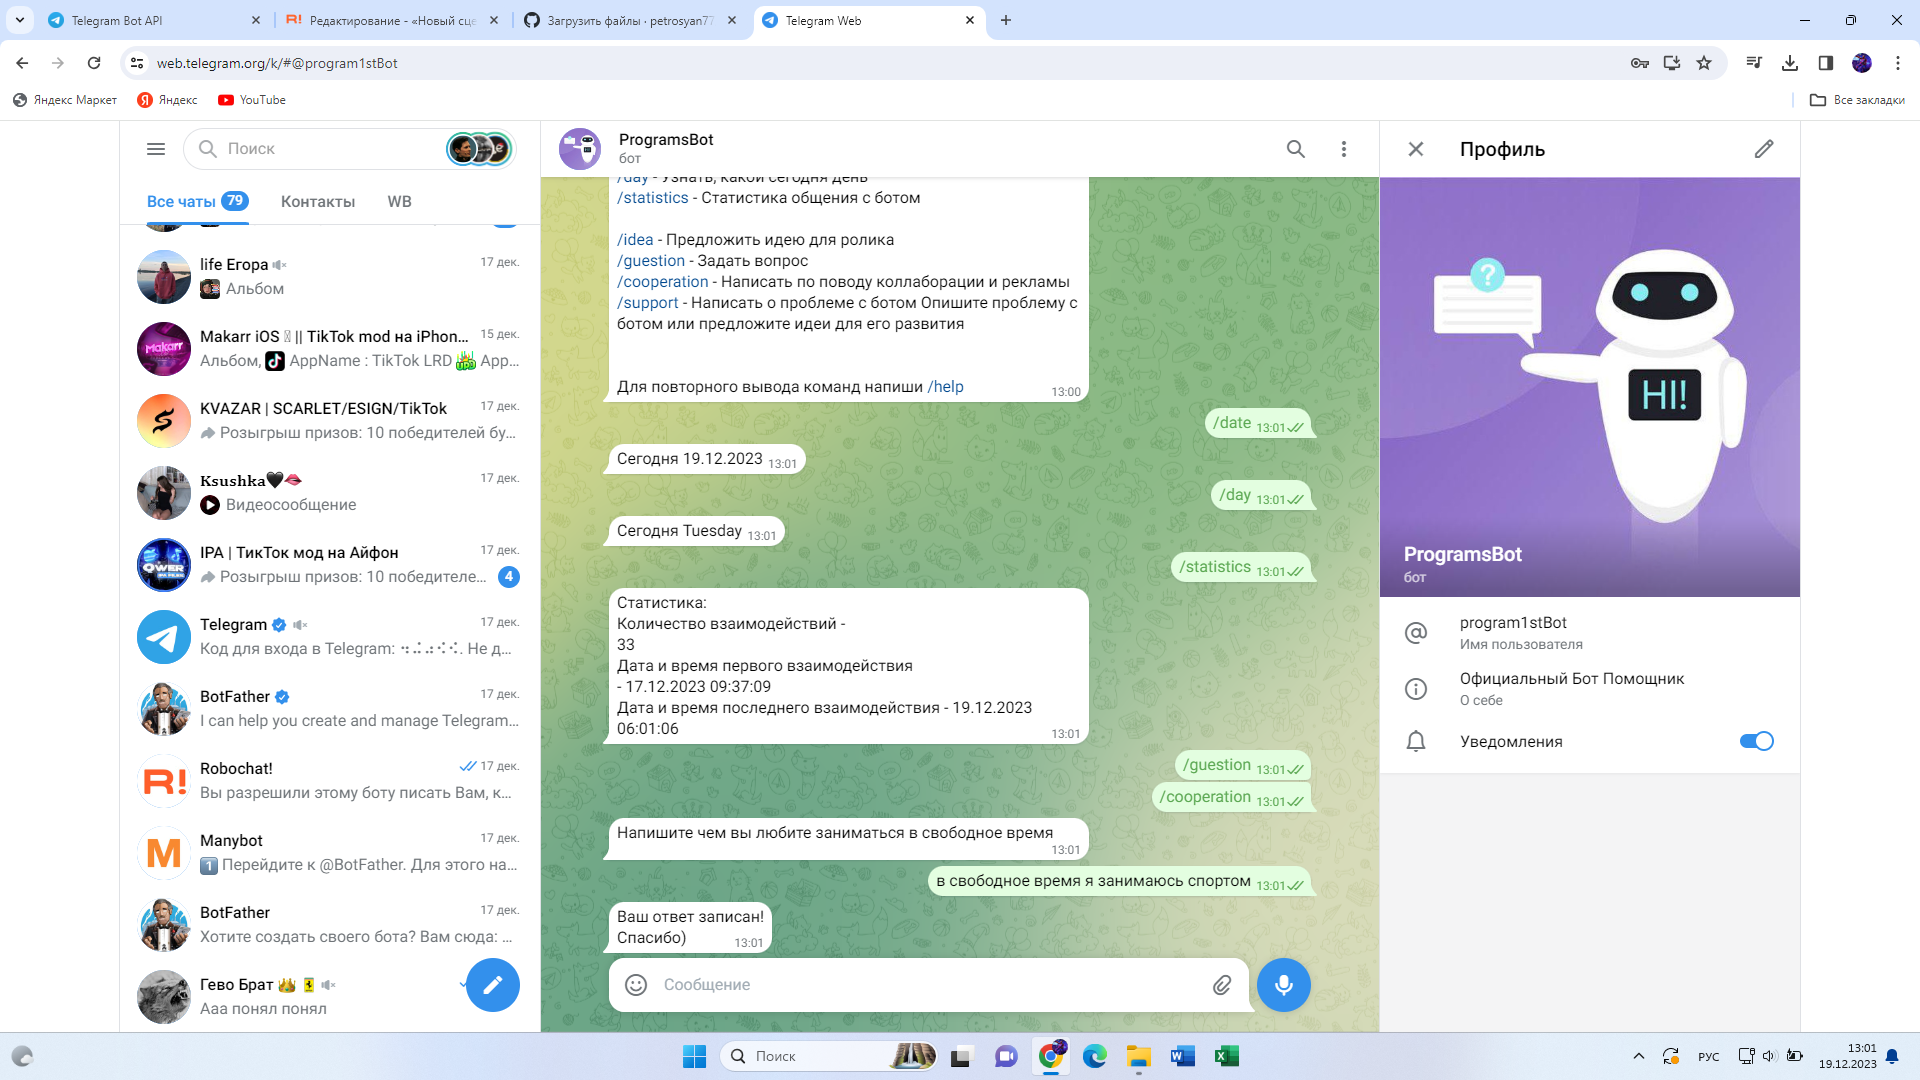 Telegram Bot API
Редактирование - «Новый сце
Загрузить файлы · petrosyan77
Telegram Web
web.telegram.org/k/#@program1stBot
Яндекс Маркет
Яндекс
YouTube
Все закладки
Поиск
Все чаты 79
Контакты
WB
life Егора
17 дек.
Альбом
Makarr iOS || TikTok mod на iPhon...
15 дек.
Альбом, AppName : TikTok LRD App...
KVAZAR | SCARLET/ESIGN/TikTok
17 дек.
Розыгрыш призов: 10 победителей бу...
Ksushka🖤🫦
17 дек.
Видеосообщение
IPA | ТикТок мод на Айфон
17 дек.
Розыгрыш призов: 10 победителе...
4
Telegram
17 дек.
Код для входа в Telegram: . Не д...
BotFather
17 дек.
I can help you create and manage Telegram...
Robochat!
17 дек.
Вы разрешили этому боту писать Вам, к...
Manybot
17 дек.
1 Перейдите к @BotFather. Для этого на...
BotFather
17 дек.
Хотите создать своего бота? Вам сюда: ...
Гево Брат
Ааа понял понял
ProgramsBot
бот
/day - Узнать, какой сегодня день
/statistics - Статистика общения с ботом
/idea - Предложить идею для ролика
/guestion - Задать вопрос
/cooperation - Написать по поводу коллаборации и рекламы
/support - Написать о проблеме с ботом Опишите проблему с
ботом или предложите идеи для его развития
Для повторного вывода команд напиши /help
13:00
/date 13:01
Сегодня 19.12.2023 13:01
/day 13:01
Сегодня Tuesday 13:01
/statistics 13:01
Статистика:
Количество взаимодействий -
33
Дата и время первого взаимодействия
- 17.12.2023 09:37:09
Дата и время последнего взаимодействия - 19.12.2023
06:01:06
13:01
/guestion 13:01
/cooperation 13:01
Напишите чем вы любите заниматься в свободное время
13:01
в свободное время я занимаюсь спортом 13:01
Ваш ответ записан!
Спасибо) 13:01
Сообщение
Профиль
?
HI!
ProgramsBot
бот
program1stBot
Имя пользователя
Официальный Бот Помощник
О себе
Уведомления
Поиск
РУС
13:01
19.12.2023